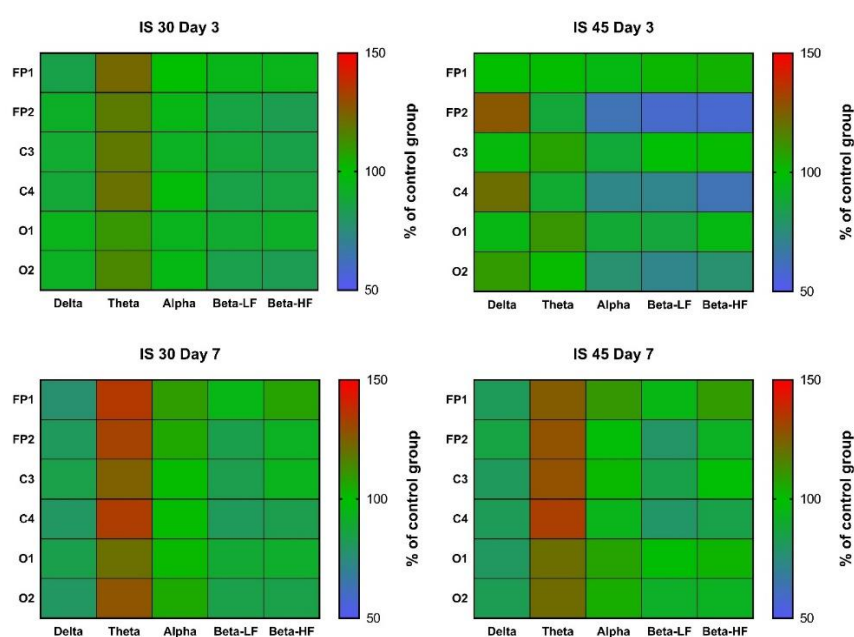 IS 30 Day 3
FP1
FP2
C3
C4
O1
O2
Delta Theta Alpha Beta-LF Beta-HF
150
100
50
% of control group
IS 45 Day 3
FP1
FP2
C3
C4
O1
O2
Delta Theta Alpha Beta-LF Beta-HF
150
100
50
% of control group
IS 30 Day 7
FP1
FP2
C3
C4
O1
O2
Delta Theta Alpha Beta-LF Beta-HF
150
100
50
% of control group
IS 45 Day 7
FP1
FP2
C3
C4
O1
O2
Delta Theta Alpha Beta-LF Beta-HF
150
100
50
% of control group